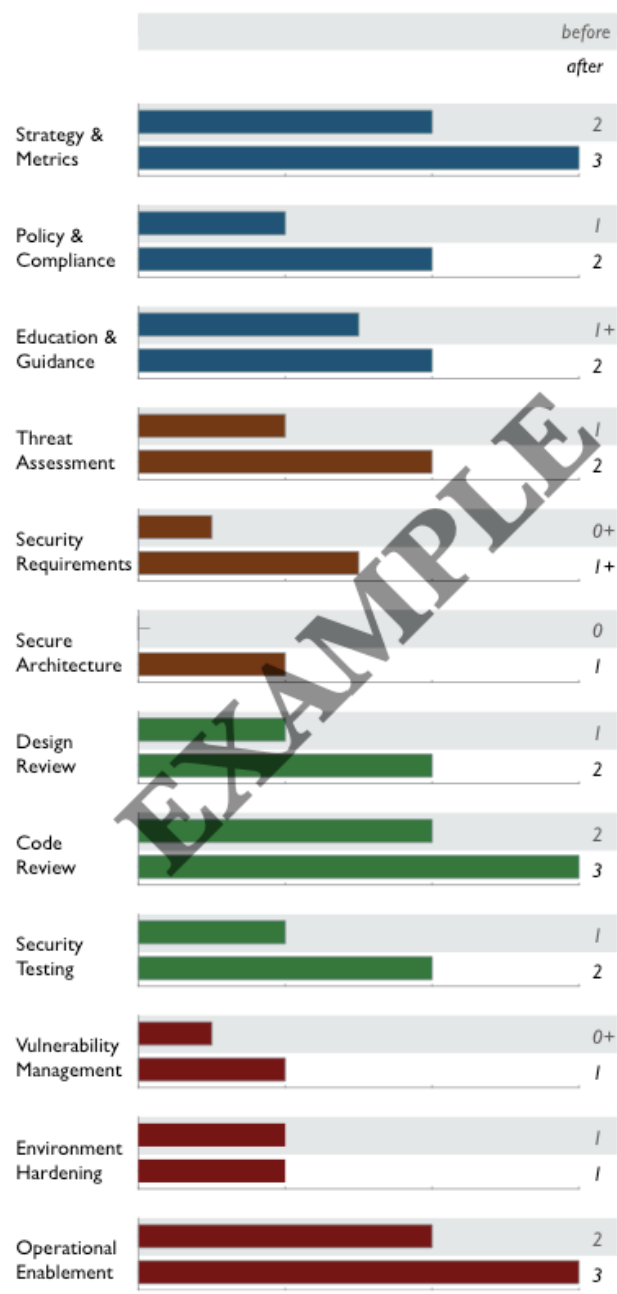 before
after
Strategy &
Metrics
2
3
Policy &
Compliance
1
2
Education &
Guidance
1+
2
Threat
Assessment
1
2
Security
Requirements
0+
1+
Secure
Architecture
0
1
Design
Review
1
2
Code
Review
2
3
Security
Testing
1
2
Vulnerability
Management
0+
1
Environment
Hardening
1
1
Operational
Enablement
2
3
EXAMPLE